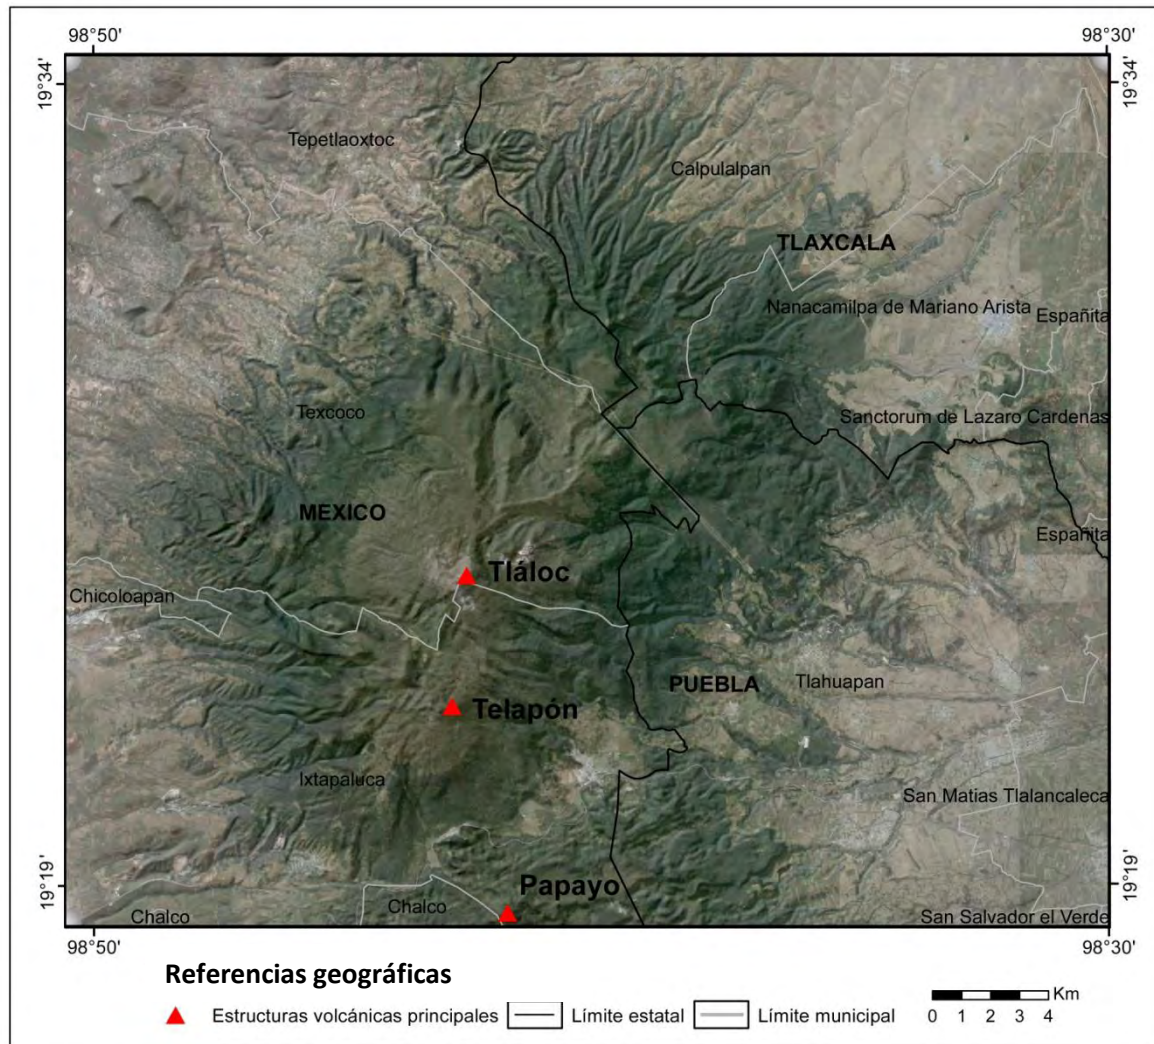 98°50'
98°30'
19°34'
19°34'
Tepetlaoxtoc
Calpulalpan
TLAXCALA
Nanacamilpa de Mariano Arista
Españita
Texcoco
Sanctorum de Lazaro Cardenas
MEXICO
Españita
Tláloc
Chicoloapan
PUEBLA
Tlahuapan
Telapón
Ixtapaluca
San Matias Tlalancaleca
19°19'
19°19'
Papayo
Chalco
Chalco
San Salvador el Verde
98°50'
98°30'
Referencias geográficas
Estructuras volcánicas principales
Límite estatal
Límite municipal
Km
0 1 2 3 4